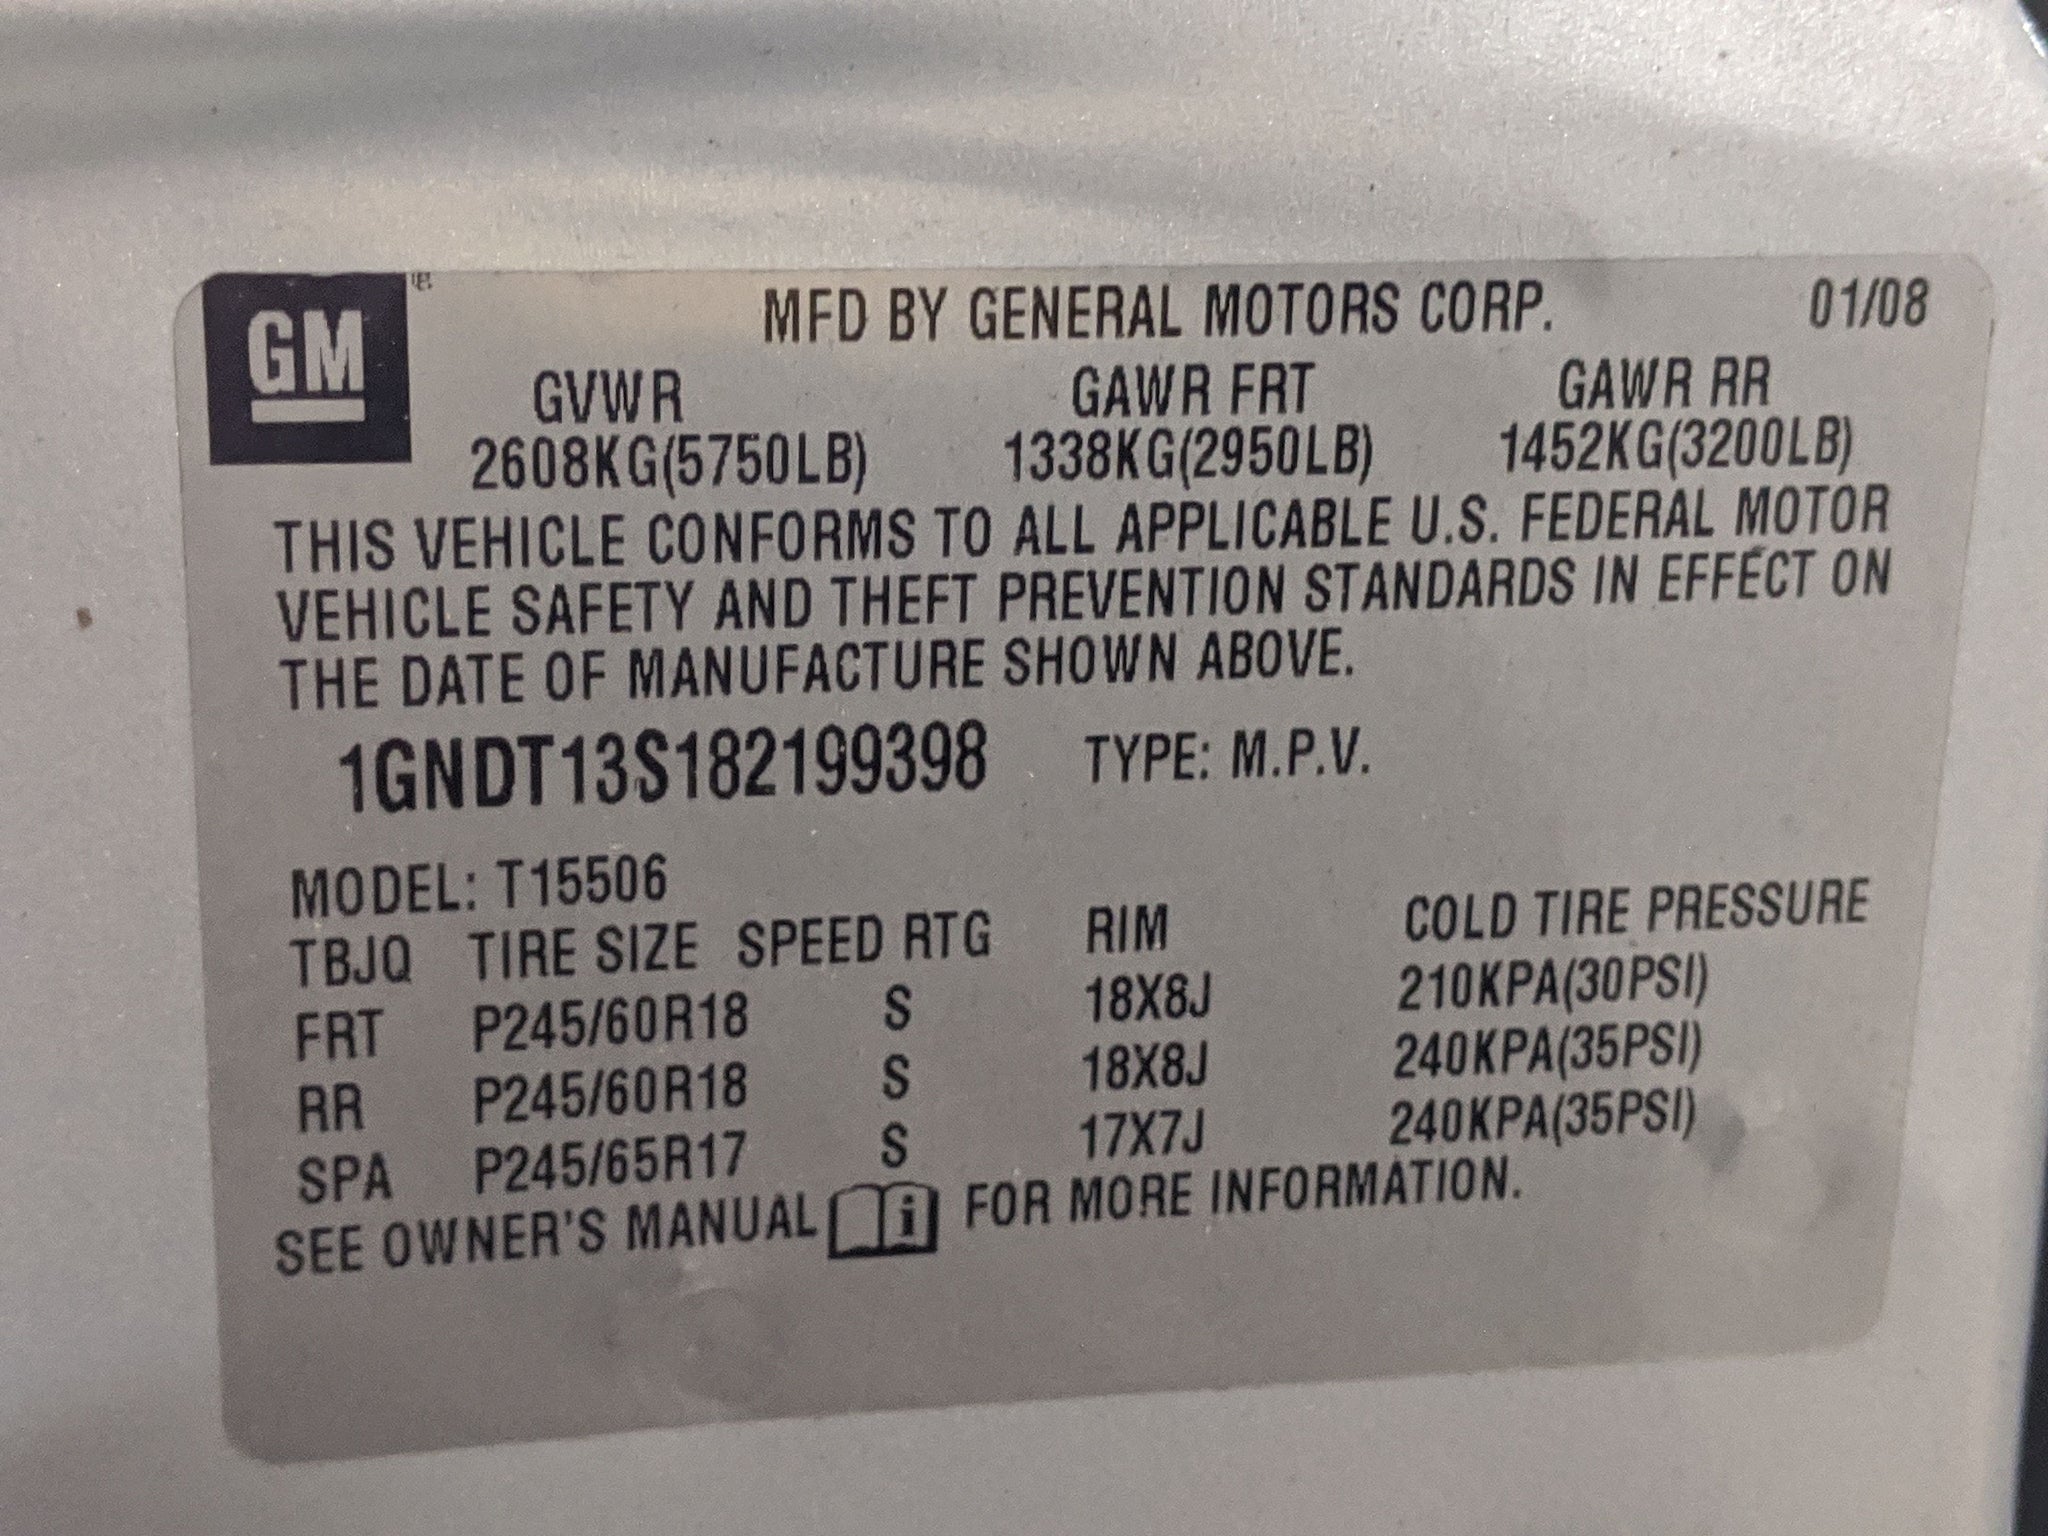 GM ®
MFD BY GENERAL MOTORS CORP. 01/08
GVWR GAWR FRT GAWR RR
2608KG(5750LB) 1338KG(2950LB) 1452KG(3200LB)
THIS VEHICLE CONFORMS TO ALL APPLICABLE U.S. FEDERAL MOTOR
VEHICLE SAFETY AND THEFT PREVENTION STANDARDS IN EFFECT ON
THE DATE OF MANUFACTURE SHOWN ABOVE.
1GNDT13S182199398 TYPE: M.P.V.
MODEL: T15506
TBJQ TIRE SIZE SPEED RTG RIM COLD TIRE PRESSURE
FRT P245/60R18 S 18X8J 210KPA(30PSI)
RR P245/60R18 S 18X8J 240KPA(35PSI)
SPA P245/65R17 S 17X7J 240KPA(35PSI)
SEE OWNER'S MANUAL i FOR MORE INFORMATION.